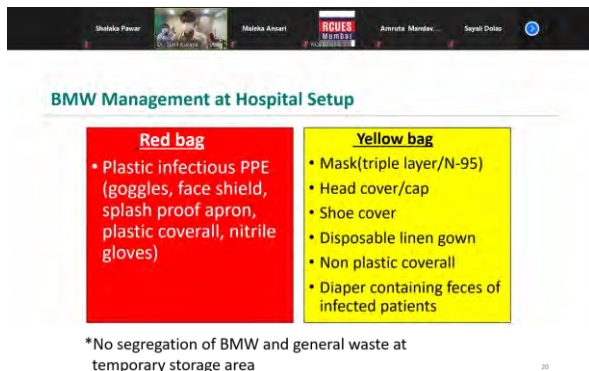 Shalaka Pawar
Maleka Ansari
RCUES
Mumbai
Amruta Mandav...
Sayali Dolas
BMW Management at Hospital Setup
Red bag
• Plastic infectious PPE
(goggles, face shield,
splash proof apron,
plastic coverall, nitrile
gloves)
Yellow bag
• Mask(triple layer/N-95)
• Head cover/cap
• Shoe cover
• Disposable linen gown
• Non plastic coverall
• Diaper containing feces of
infected patients
*No segregation of BMW and general waste at
temporary storage area
20